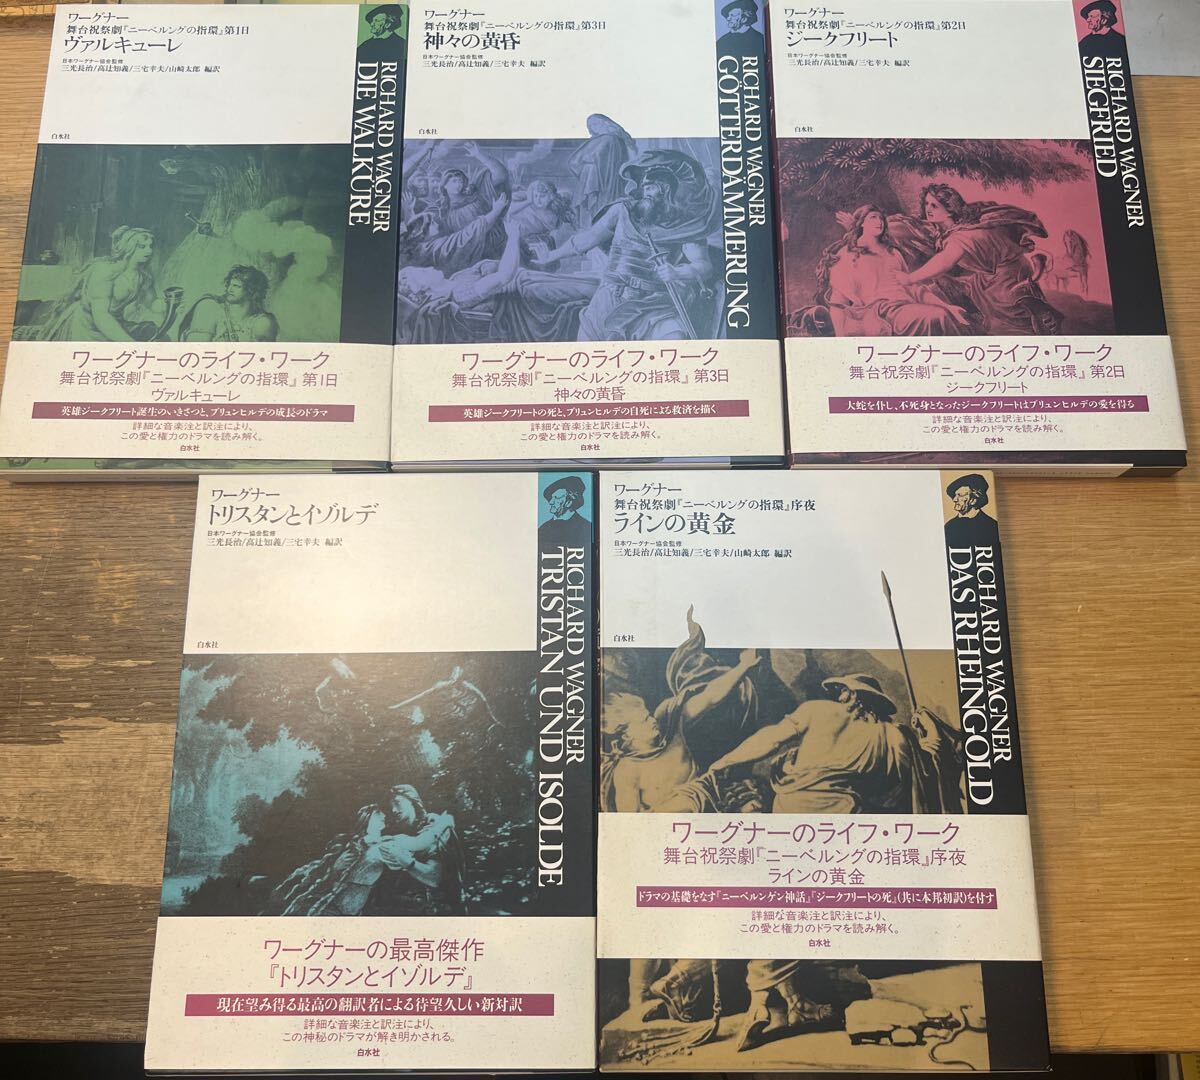 ワーグナー
舞台祝祭劇『ニーベルングの指環』第1日
ヴァルキューレ
日本ワーグナー協会監修
三光長治/高辻知義/三宅幸夫/山崎太郎 編訳
白水社
RICHARD WAGNER
DIE WALKÜRE
ワーグナーのライフ・ワーク
舞台祝祭劇『ニーベルングの指環』第1日
ヴァルキューレ
英雄ジークフリート誕生のいきさつと、ブリュンヒルデの成長のドラマ
詳細な音楽注と訳注により、
この愛と権力のドラマを読み解く。
白水社
ワーグナー
舞台祝祭劇『ニーベルングの指環』第3日
神々の黄昏
日本ワーグナー協会監修
三光長治/高辻知義/三宅幸夫 編訳
白水社
RICHARD WAGNER
GÖTTERDÄMMERUNG
ワーグナーのライフ・ワーク
舞台祝祭劇『ニーベルングの指環』第3日
神々の黄昏
英雄ジークフリートの死と、ブリュンヒルデの自死による救済を描く
詳細な音楽注と訳注により、
この愛と権力のドラマを読み解く。
白水社
ワーグナー
舞台祝祭劇『ニーベルングの指環』第2日
ジークフリート
日本ワーグナー協会監修
三光長治/高辻知義/三宅幸夫 編訳
白水社
RICHARD WAGNER
SIEGFRIED
ワーグナーのライフ・ワーク
舞台祝祭劇『ニーベルングの指環』第2日
ジークフリート
大蛇を仆し、不死身となったジークフリートはブリュンヒルデの愛を得る
詳細な音楽注と訳注により、
この愛と権力のドラマを読み解く。
白水社
ワーグナー
トリスタンとイゾルデ
日本ワーグナー協会監修
三光長治/高辻知義/三宅幸夫 編訳
白水社
RICHARD WAGNER
TRISTAN UND ISOLDE
ワーグナーの最高傑作
『トリスタンとイゾルデ』
現在望み得る最高の翻訳者による待望久しい新対訳
詳細な音楽注と訳注により、
この神秘のドラマが解き明かされる。
白水社
ワーグナー
舞台祝祭劇『ニーベルングの指環』序夜
ラインの黄金
日本ワーグナー協会監修
三光長治/高辻知義/三宅幸夫/山崎太郎 編訳
白水社
RICHARD WAGNER
DAS RHEINGOLD
ワーグナーのライフ・ワーク
舞台祝祭劇『ニーベルングの指環』序夜
ラインの黄金
ドラマの基礎をなす『ニーベルンゲン神話』『ジークフリートの死』(共に本邦初訳)を付す
詳細な音楽注と訳注により、
この愛と権力のドラマを読み解く。
白水社